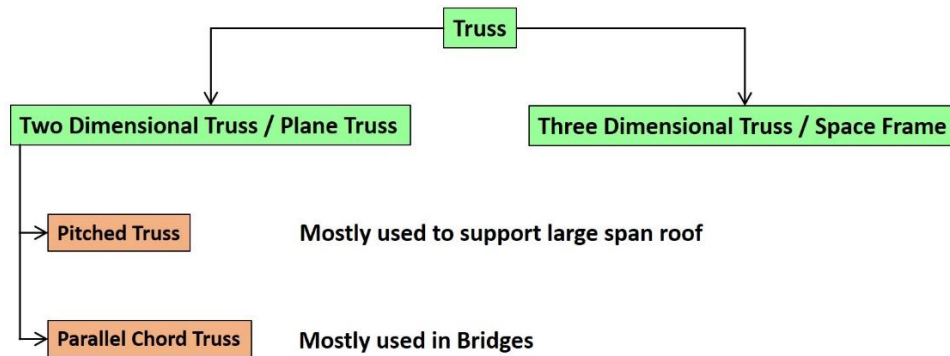 Truss
Two Dimensional Truss / Plane Truss
Three Dimensional Truss / Space Frame
Pitched Truss
Mostly used to support large span roof
Parallel Chord Truss
Mostly used in Bridges